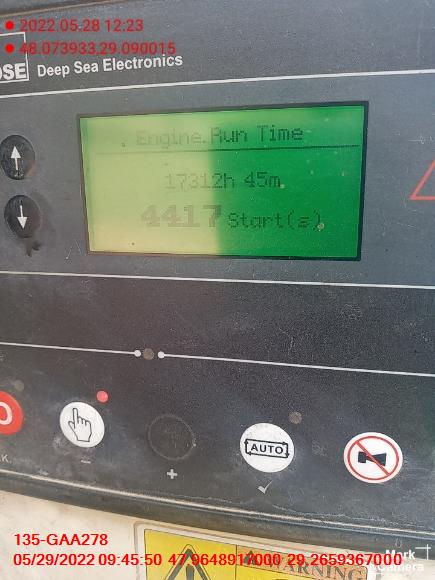 2022.05.28 12:23
48.073933,29.090015
DSE Deep Sea Electronics
Engine Run Time
17312h 45m
4417 Start(s)
AUTO
135-GAA278
05/29/2022 09:45:50 47.9648917000 29.2659367000
WARNING